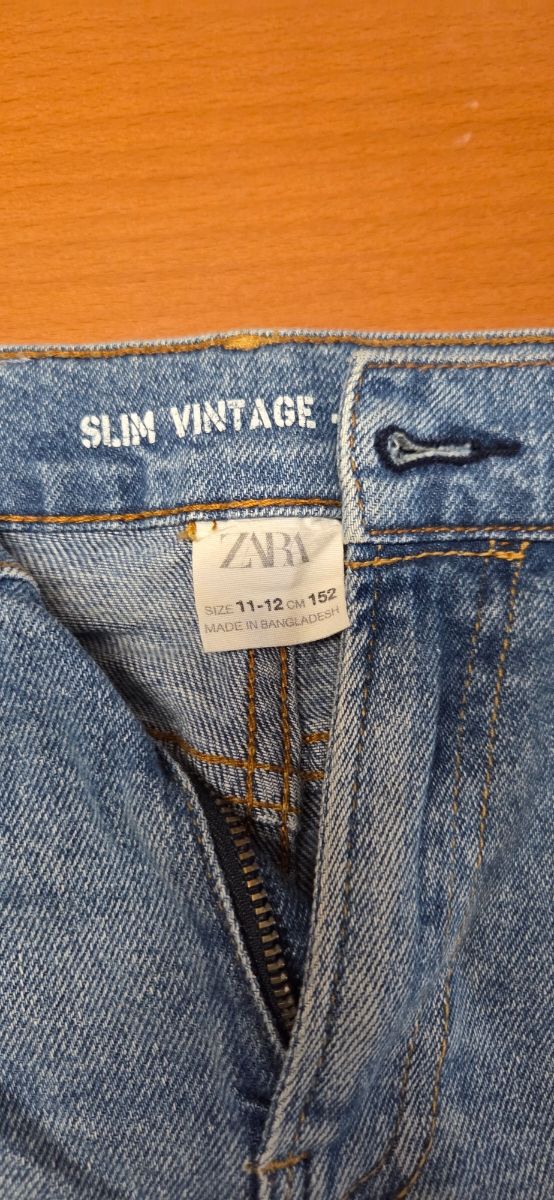 SLIM VINTAGE -
ZARA
SIZE 11-12 CM 152
MADE IN BANGLADESH